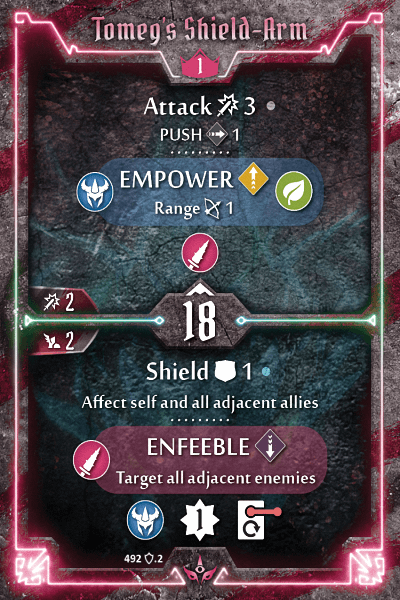 Tomeg's Shield-Arm
1
Attack 3
PUSH 1
EMPOWER
Range 1
2
18
2
Shield 1
Affect self and all adjacent allies
ENFEEBLE
Target all adjacent enemies
1
492 .2